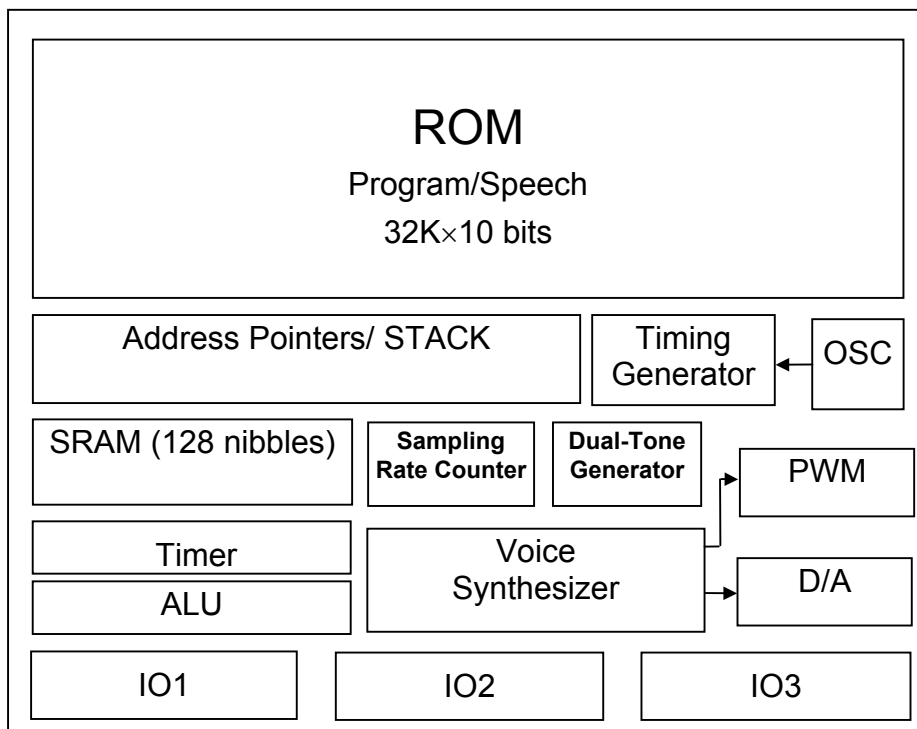 ROM
Program/Speech
32K×10 bits
Address Pointers/ STACK
Timing
Generator
OSC
SRAM (128 nibbles)
Sampling
Rate Counter
Dual-Tone
Generator
PWM
Timer
Voice
Synthesizer
ALU
D/A
IO1
IO2
IO3